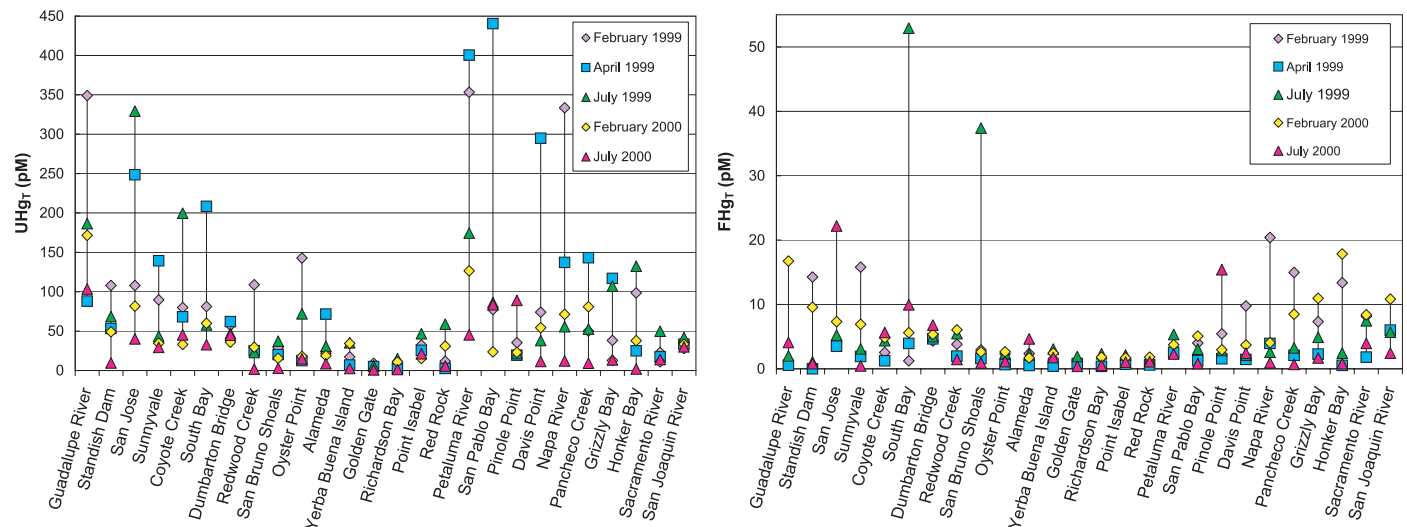 450
400
350
300
250
200
150
100
50
0
UHgT (pM)
February 1999
April 1999
July 1999
February 2000
July 2000
Guadalupe River
Standish Dam
San Jose
Sunnyvale
Coyote Creek
South Bay
Dumbarton Bridge
Redwood Creek
San Bruno Shoals
Oyster Point
Alameda
Yerba Buena Island
Golden Gate
Richardson Bay
Point Isabel
Red Rock
Petaluma River
San Pablo Bay
Pinole Point
Davis Point
Napa River
Pancheco Creek
Grizzly Bay
Honker Bay
Sacramento River
San Joaquin River
50
40
30
20
10
0
FHgT (pM)
February 1999
April 1999
July 1999
February 2000
July 2000
Guadalupe River
Standish Dam
San Jose
Sunnyvale
Coyote Creek
South Bay
Dumbarton Bridge
Redwood Creek
San Bruno Shoals
Oyster Point
Alameda
Yerba Buena Island
Golden Gate
Richardson Bay
Point Isabel
Red Rock
Petaluma River
San Pablo Bay
Pinole Point
Davis Point
Napa River
Pancheco Creek
Grizzly Bay
Honker Bay
Sacramento River
San Joaquin River